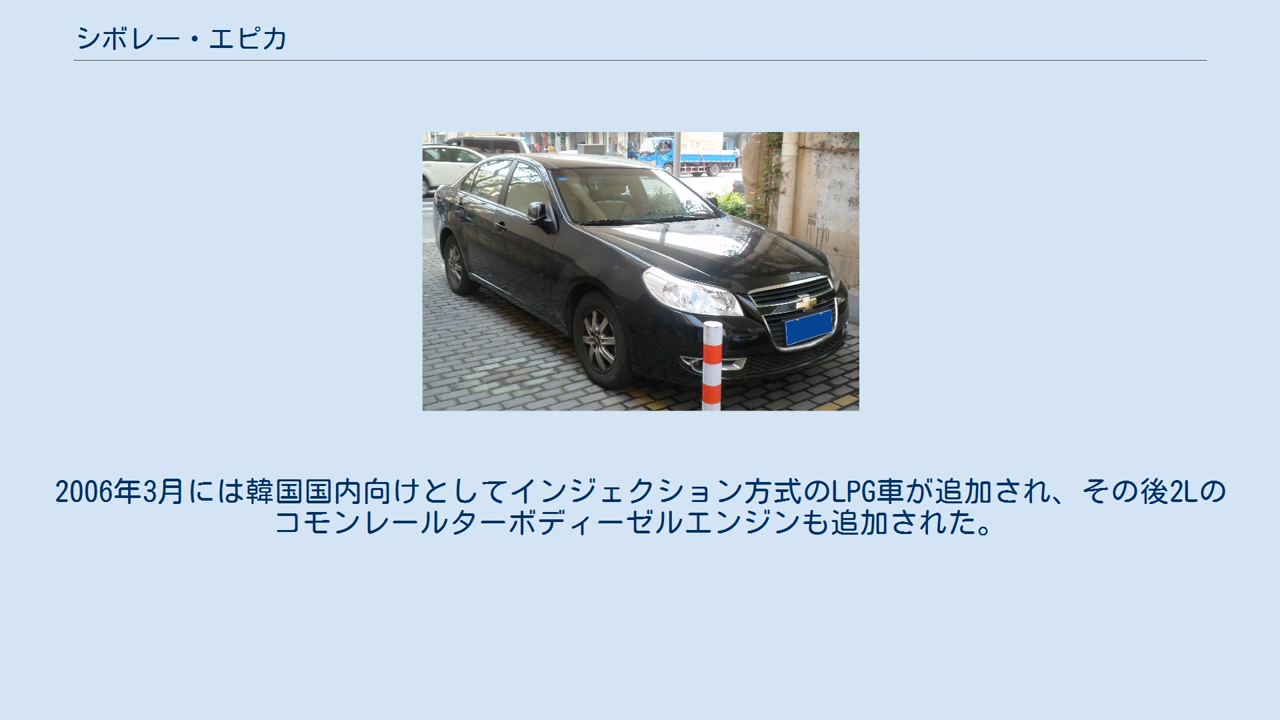 シボレー・エピカ
2006年3月には韓国国内向けとしてインジェクション方式のLPG車が追加され、その後2Lの
コモンレールターボディーゼルエンジンも追加された。